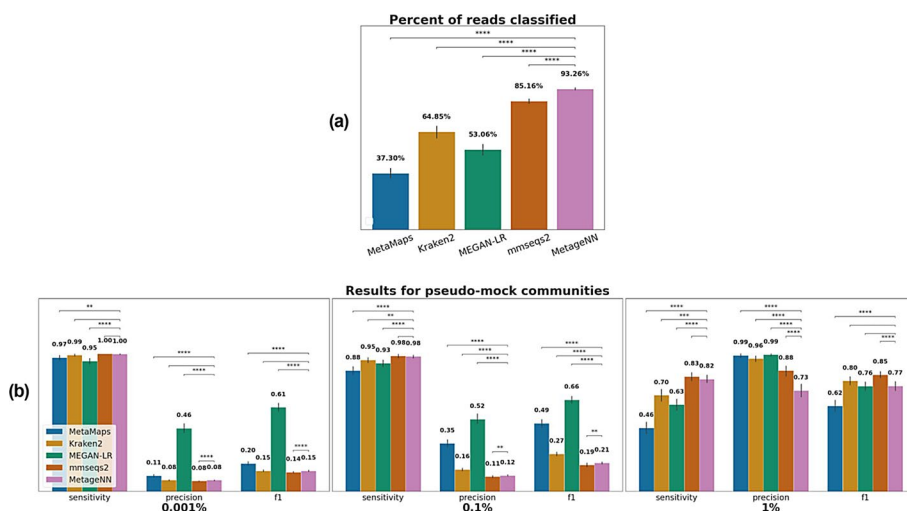 Percent of reads classified
****
****
****
****
93.26%
85.16%
64.85%
53.06%
37.30%
(a)
MetaMaps Kraken2 MEGAN-LR mmseqs2 MetageNN
Results for pseudo-mock communities
(b)
**
****
****
0.97 0.99 0.95 1.00 1.00
****
****
****
0.11 0.08 0.46 0.08 0.08
****
****
****
0.20 0.15 0.61 0.14 0.15
MetaMaps
Kraken2
MEGAN-LR
mmseqs2
MetageNN
sensitivity precision f1
0.001%
****
**
****
0.88 0.95 0.93 0.98 0.98
****
****
****
**
0.35 0.16 0.52 0.11 0.12
****
****
****
**
0.49 0.27 0.66 0.19 0.21
sensitivity precision f1
0.1%
****
***
****
0.46 0.70 0.63 0.83 0.82
****
****
****
****
0.99 0.96 0.99 0.88 0.73
****
****
0.62 0.80 0.76 0.85 0.77
sensitivity precision f1
1%